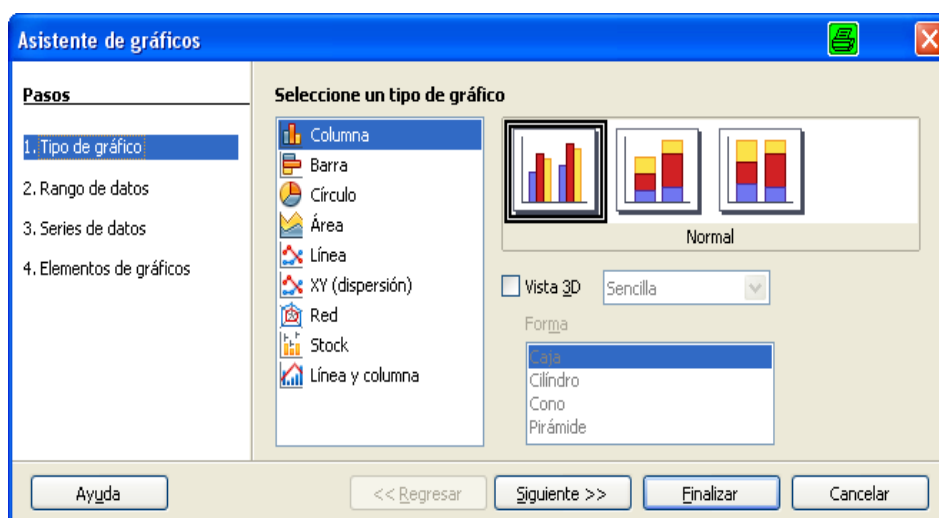 Asistente de gráficos
Pasos
1. Tipo de gráfico
2. Rango de datos
3. Series de datos
4. Elementos de gráficos
Seleccione un tipo de gráfico
Columna
Barra
Círculo
Área
Línea
XY (dispersión)
Red
Stock
Línea y columna
Normal
Vista 3D
Sencilla
Forma
Caja
Cilíndro
Cono
Pirámide
Ayuda
<< Regresar
Siguiente >>
Finalizar
Cancelar